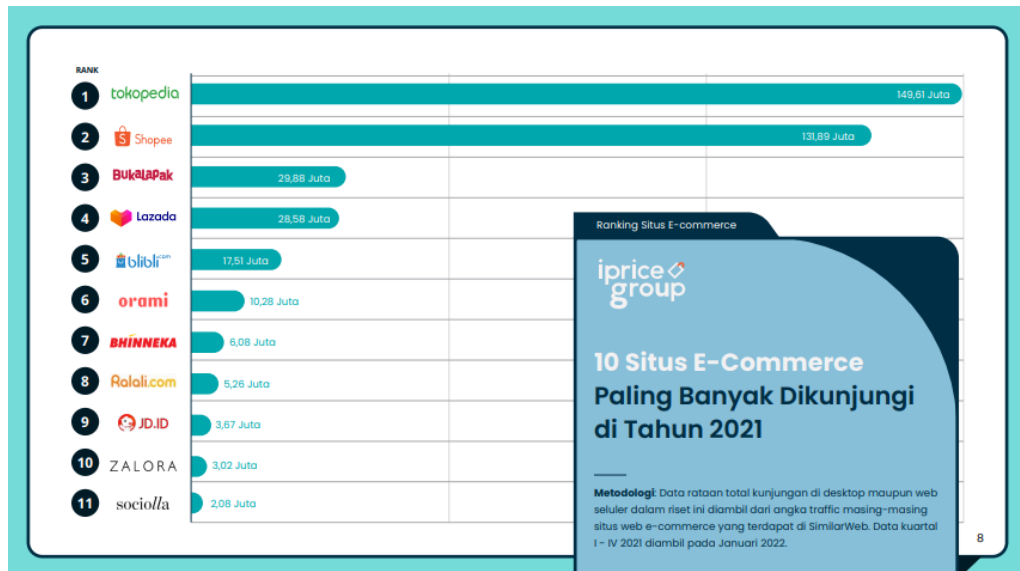 RANK
1 tokopedia 149,61 Juta
2 Shopee 131,89 Juta
3 BukalaPak 29,88 Juta
4 Lazada 28,58 Juta
5 blibli.com 17,51 Juta
6 orami 10,28 Juta
7 BHINNEKA 6,08 Juta
8 Ralali.com 5,26 Juta
9 JD.ID 3,67 Juta
10 ZALORA 3,02 Juta
11 sociolla 2,08 Juta
Ranking Situs E-commerce
iprice
group
10 Situs E-Commerce
Paling Banyak Dikunjungi
di Tahun 2021
Metodologi: Data rataan total kunjungan di desktop maupun web
seluler dalam riset ini diambil dari angka traffic masing-masing
situs web e-commerce yang terdapat di SimilarWeb. Data kuartal
I - IV 2021 diambil pada Januari 2022.
8